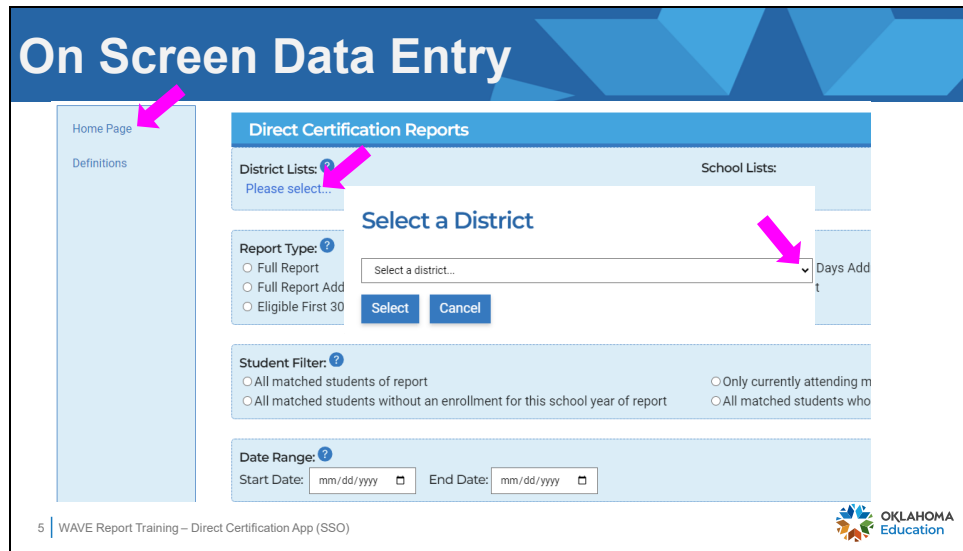 On Screen Data Entry
Home Page
Definitions
Direct Certification Reports
District Lists: ?
School Lists:
Please select...
Select a District
Select a district...
Select Cancel
Report Type: ?
Full Report
Days Add
Full Report Add
t
Eligible First 30
Student Filter: ?
All matched students of report
Only currently attending m
All matched students without an enrollment for this school year of report
All matched students who
Date Range: ?
Start Date: mm/dd/yyyy End Date: mm/dd/yyyy
5 WAVE Report Training – Direct Certification App (SSO)
OKLAHOMA
Education